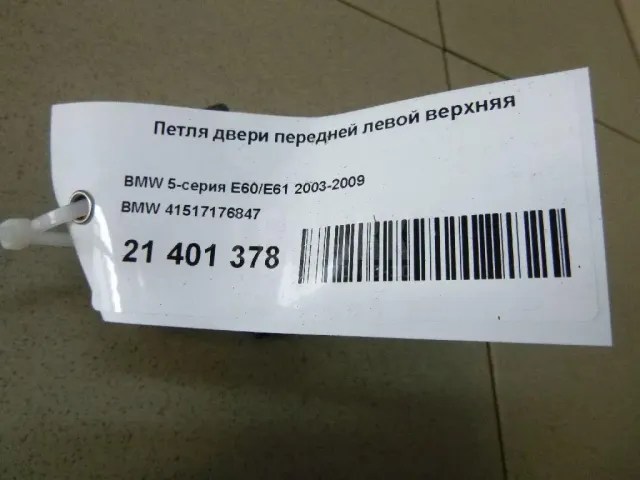 Петля двери передней левой верхняя
BMW 5-серия E60/E61 2003-2009
BMW 41517176847
21 401 378